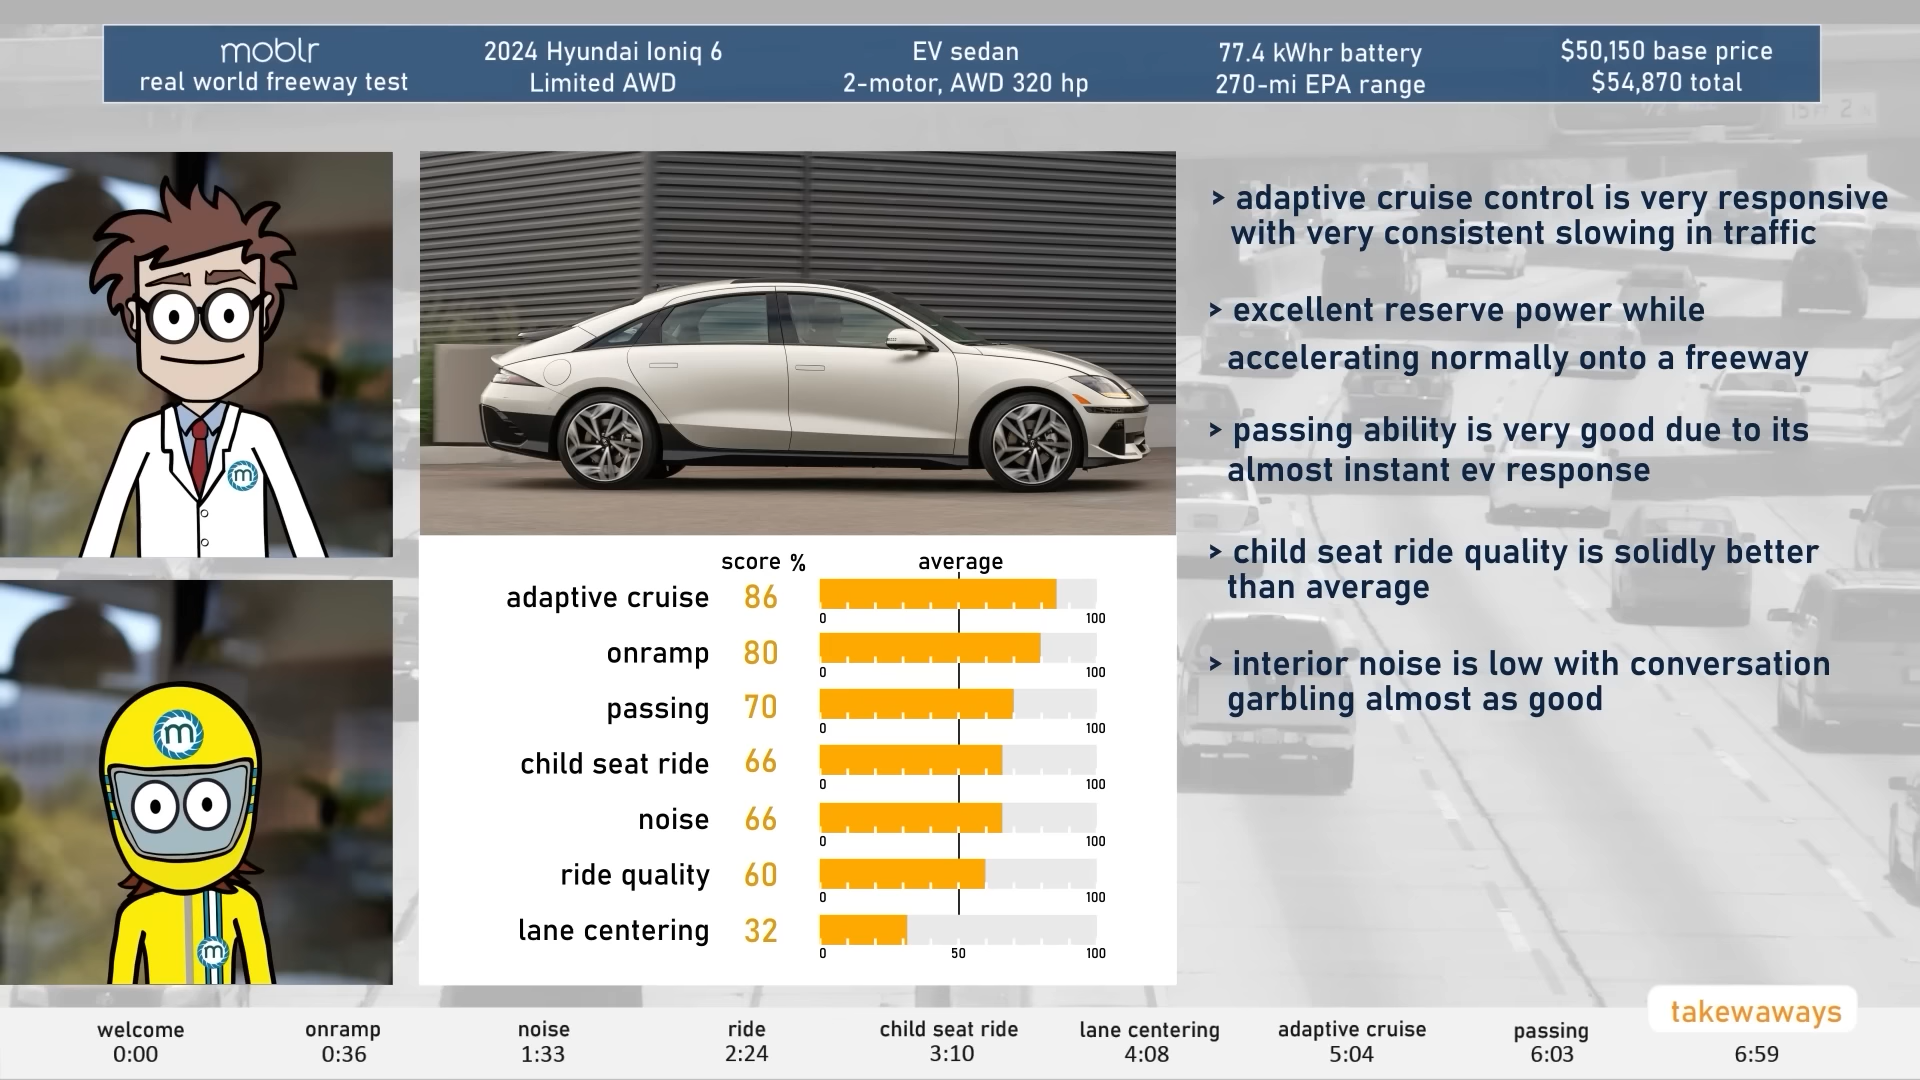 moblr
real world freeway test
2024 Hyundai Ioniq 6
Limited AWD
EV sedan
2-motor, AWD 320 hp
77.4 kWhr battery
270-mi EPA range
$50,150 base price
$54,870 total
> adaptive cruise control is very responsive
with very consistent slowing in traffic
> excellent reserve power while
accelerating normally onto a freeway
> passing ability is very good due to its
almost instant ev response
> child seat ride quality is solidly better
than average
> interior noise is low with conversation
garbling almost as good
m
m
m
score % average
adaptive cruise 86
0 100
onramp 80
0 100
passing 70
0 100
child seat ride 66
0 100
noise 66
0 100
ride quality 60
0 100
lane centering 32
0 50 100
takewaways
welcome
0:00
onramp
0:36
noise
1:33
ride
2:24
child seat ride
3:10
lane centering
4:08
adaptive cruise
5:04
passing
6:03
6:59